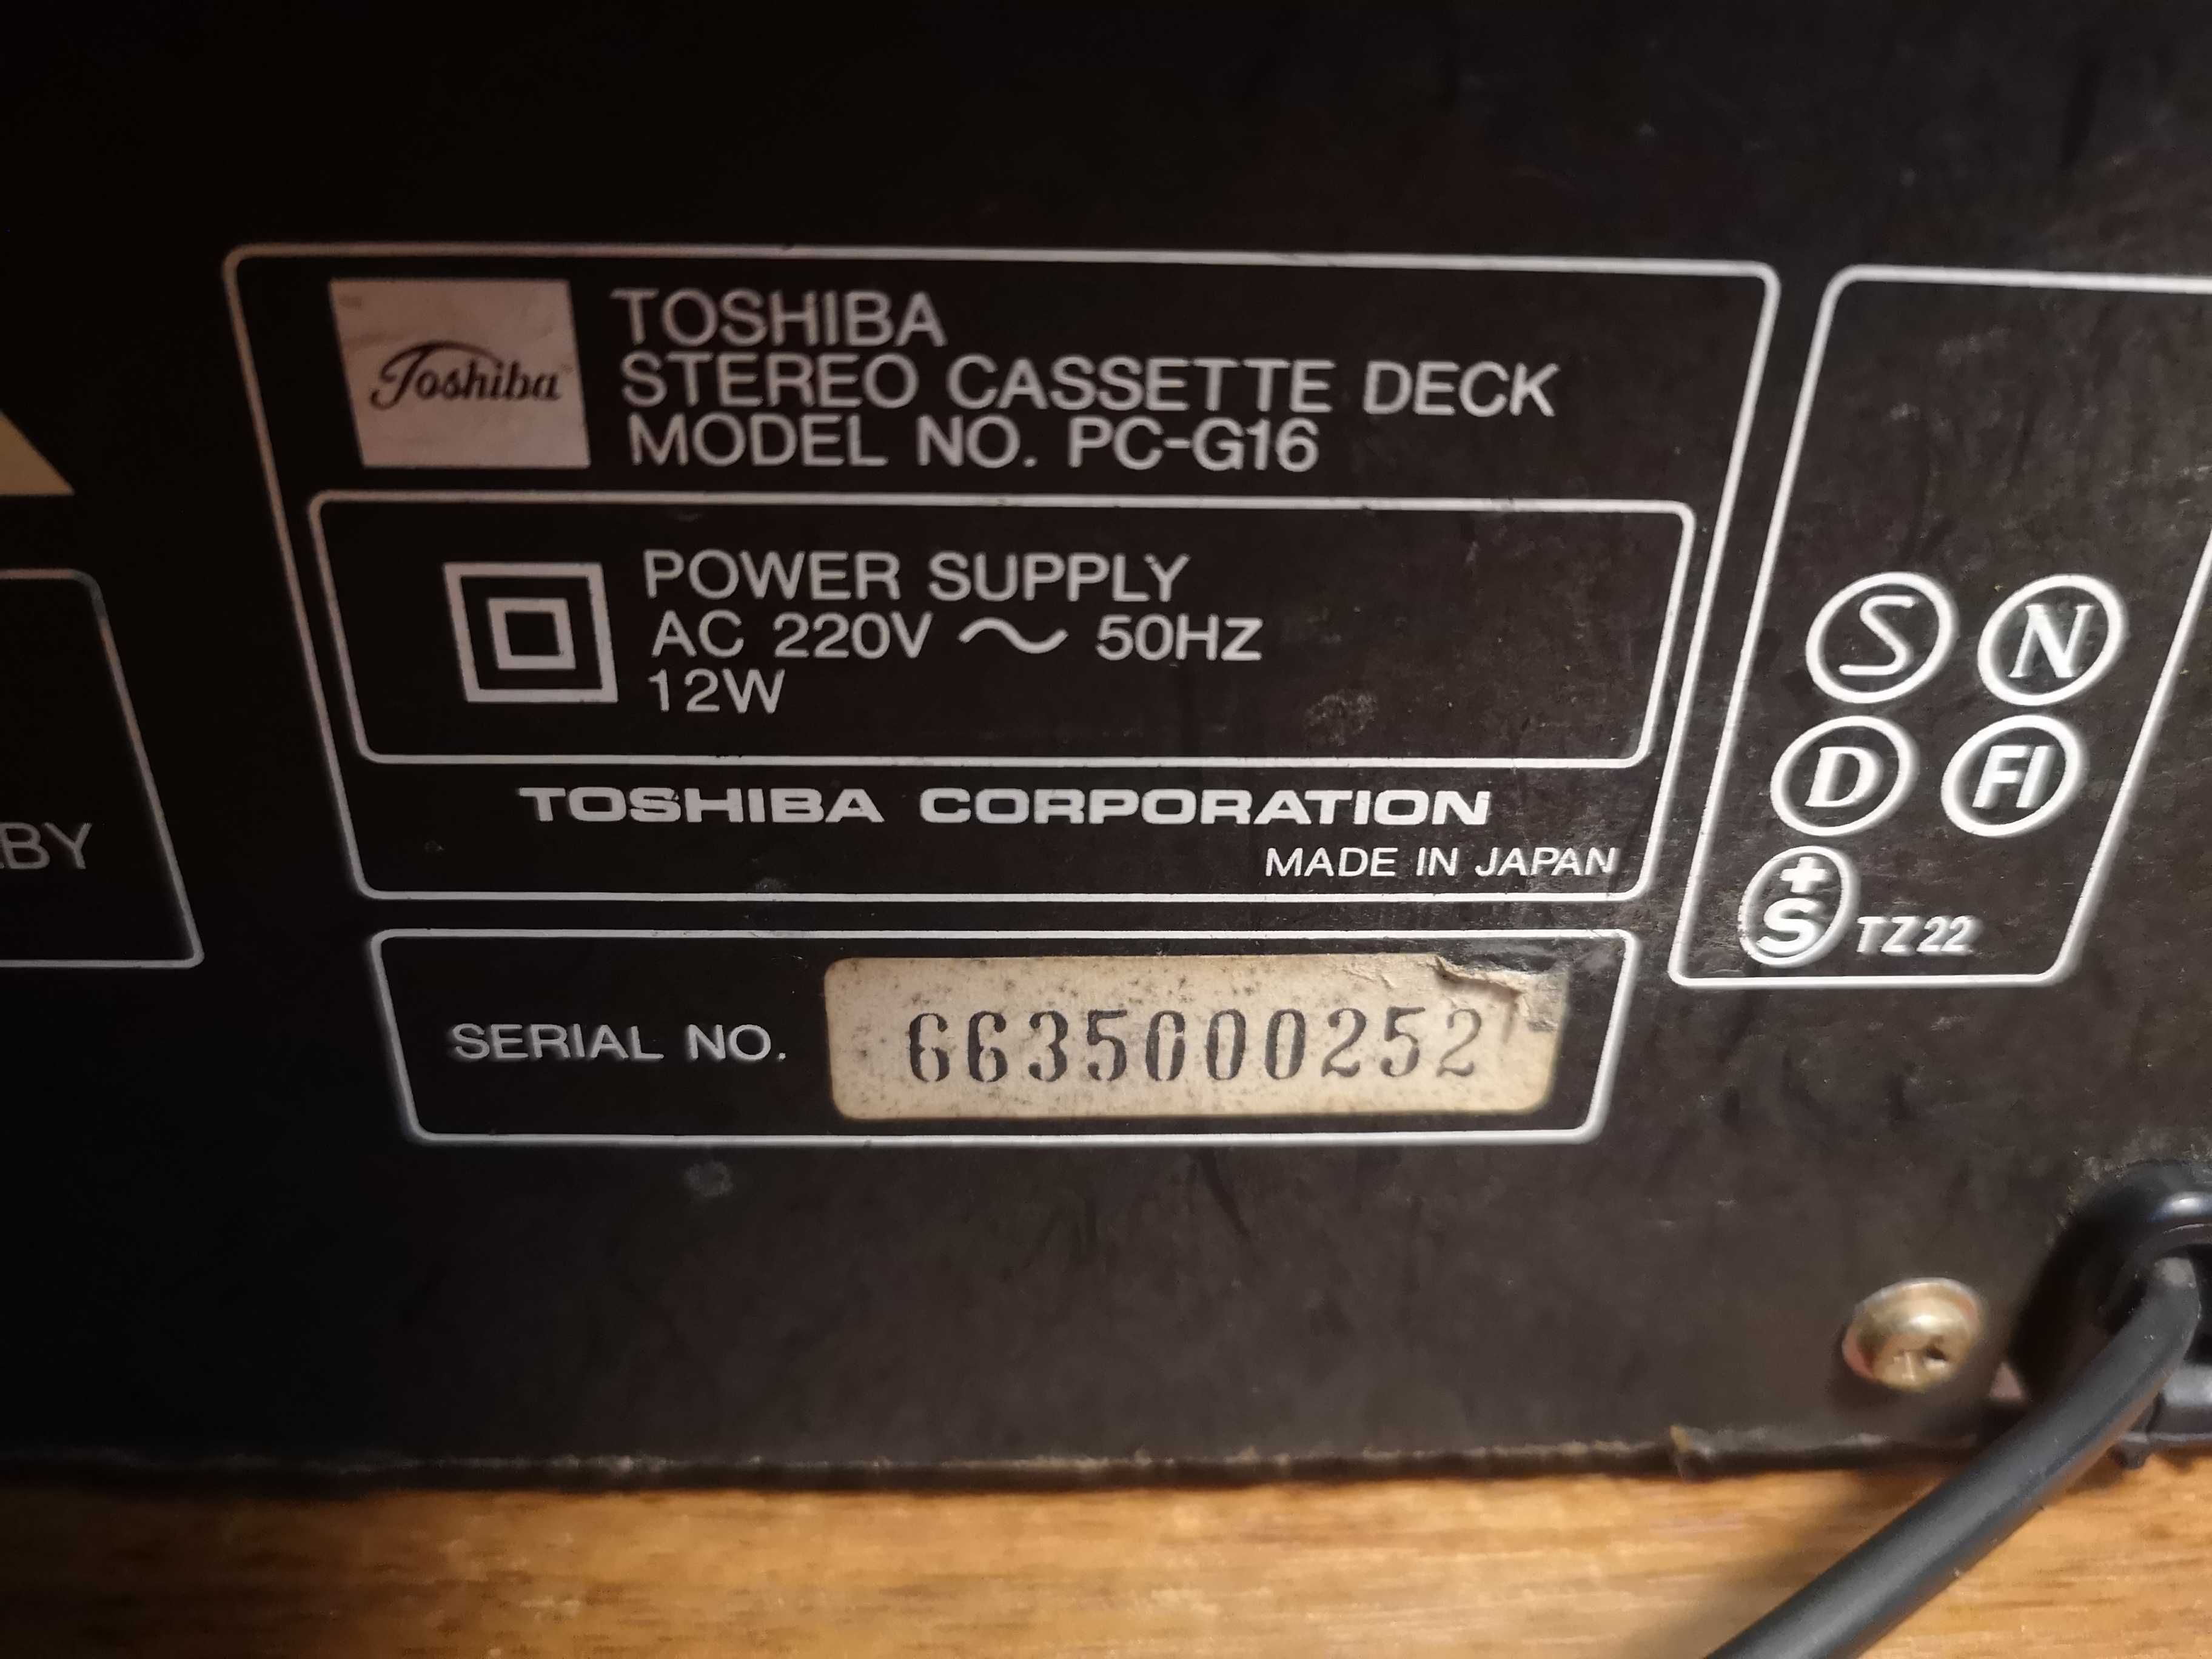 Toshiba
TOSHIBA
STEREO CASSETTE DECK
MODEL NO. PC-G16
POWER SUPPLY
AC 220V ~ 50HZ
12W
TOSHIBA CORPORATION
MADE IN JAPAN
SERIAL NO. 6635000252
S N
D FI
+S TZ22
BY